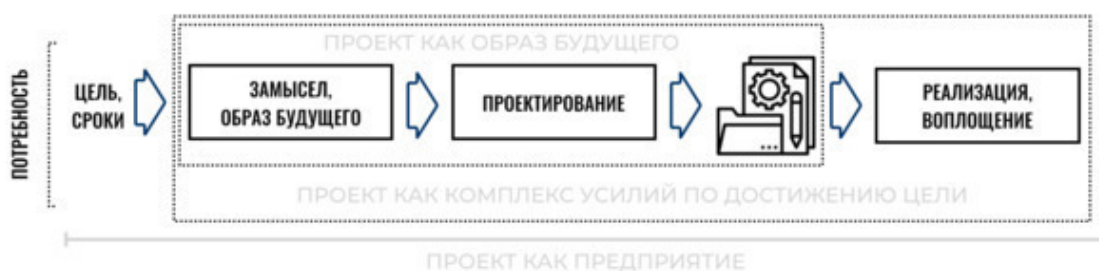 ПРОЕКТ КАК ОБРАЗ БУДУЩЕГО
ПОТРЕБНОСТЬ
ЦЕЛЬ,
СРОКИ
ЗАМЫСЕЛ,
ОБРАЗ БУДУЩЕГО
ПРОЕКТИРОВАНИЕ
РЕАЛИЗАЦИЯ,
ВОПЛОЩЕНИЕ
ПРОЕКТ КАК КОМПЛЕКС УСИЛИЙ ПО ДОСТИЖЕНИЮ ЦЕЛИ
ПРОЕКТ КАК ПРЕДПРИЯТИЕ